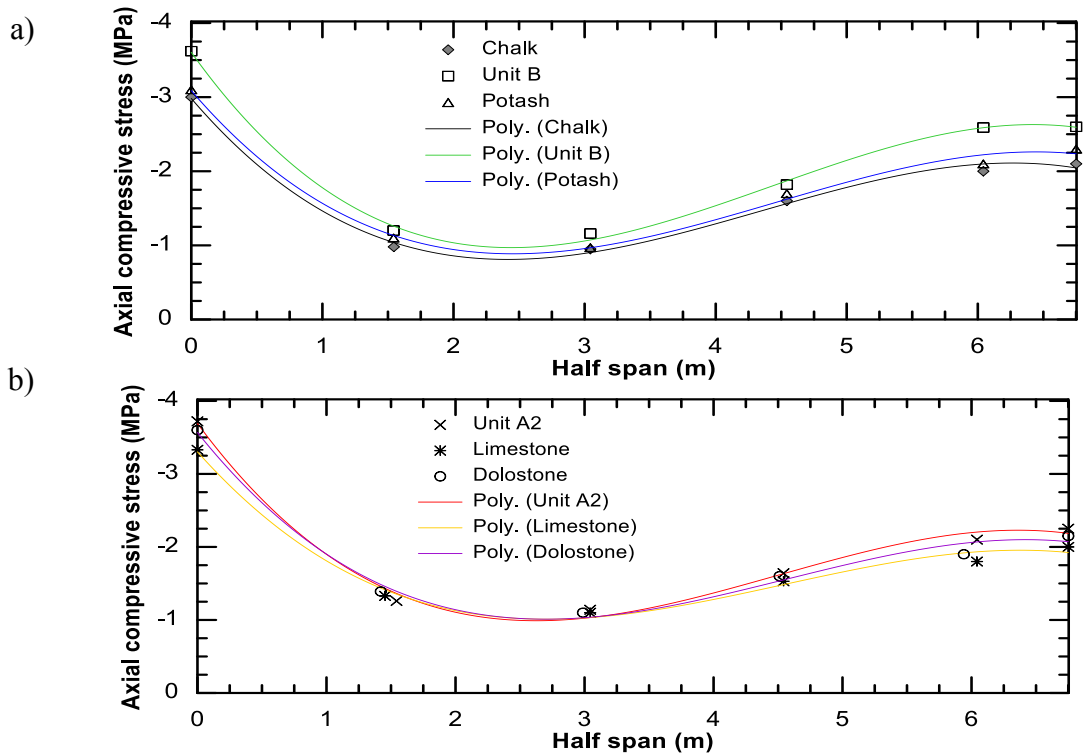 a)
Axial compressive stress (MPa)
-4
-3
-2
-1
0
Chalk
Unit B
Potash
Poly. (Chalk)
Poly. (Unit B)
Poly. (Potash)
0 1 2 3 4 5 6
Half span (m)
b)
Axial compressive stress (MPa)
-4
-3
-2
-1
0
Unit A2
Limestone
Dolostone
Poly. (Unit A2)
Poly. (Limestone)
Poly. (Dolostone)
0 1 2 3 4 5 6
Half span (m)